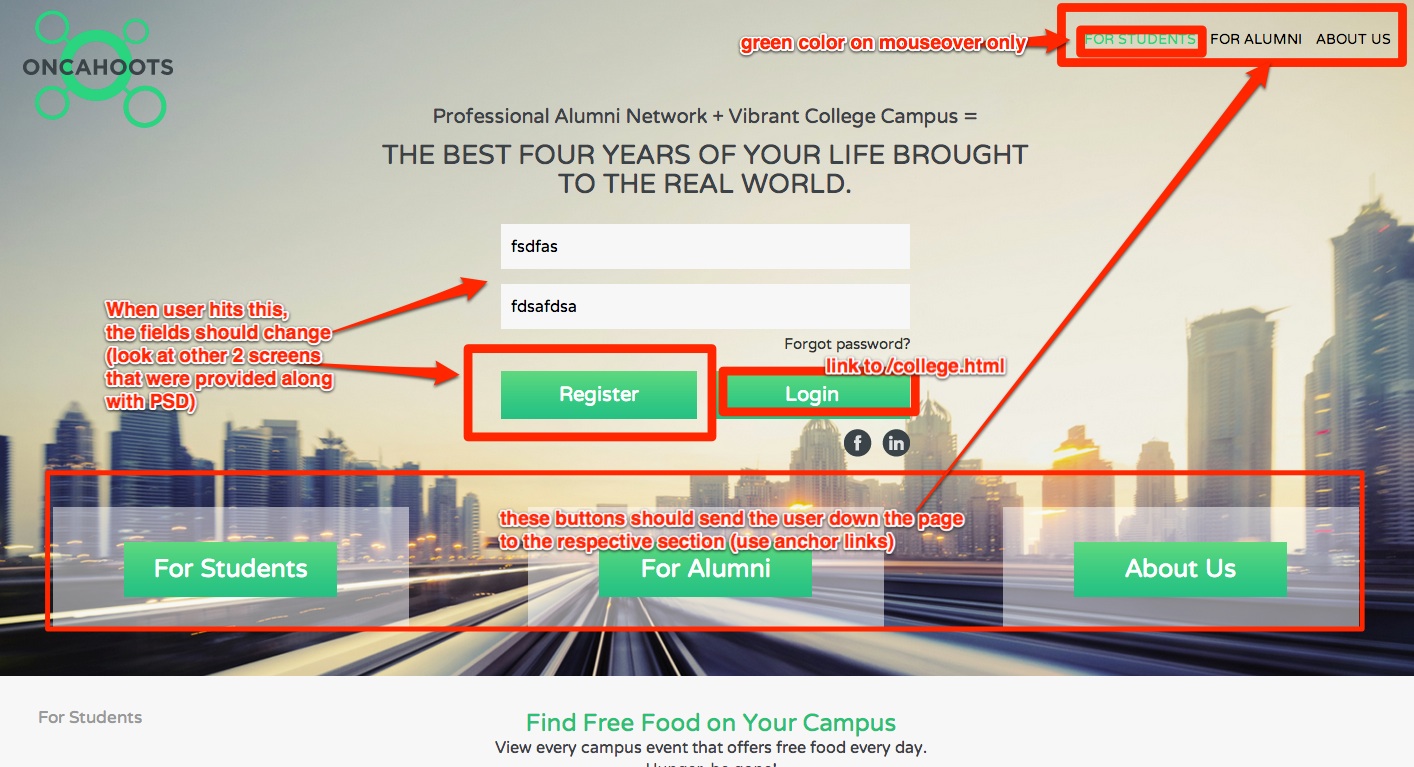 ONCAHOOTS
green color on mouseover only
FOR STUDENTS FOR ALUMNI ABOUT US
Professional Alumni Network + Vibrant College Campus =
THE BEST FOUR YEARS OF YOUR LIFE BROUGHT
TO THE REAL WORLD.
fsdfas
fdsafdsa
When user hits this,
the fields should change
(look at other 2 screens
that were provided along
with PSD)
Forgot password?
link to /college.html
Register
Login
f in
these buttons should send the user down the page
to the respective section (use anchor links)
For Students
For Alumni
About Us
For Students
Find Free Food on Your Campus
View every campus event that offers free food every day.
Hunger, be gone!